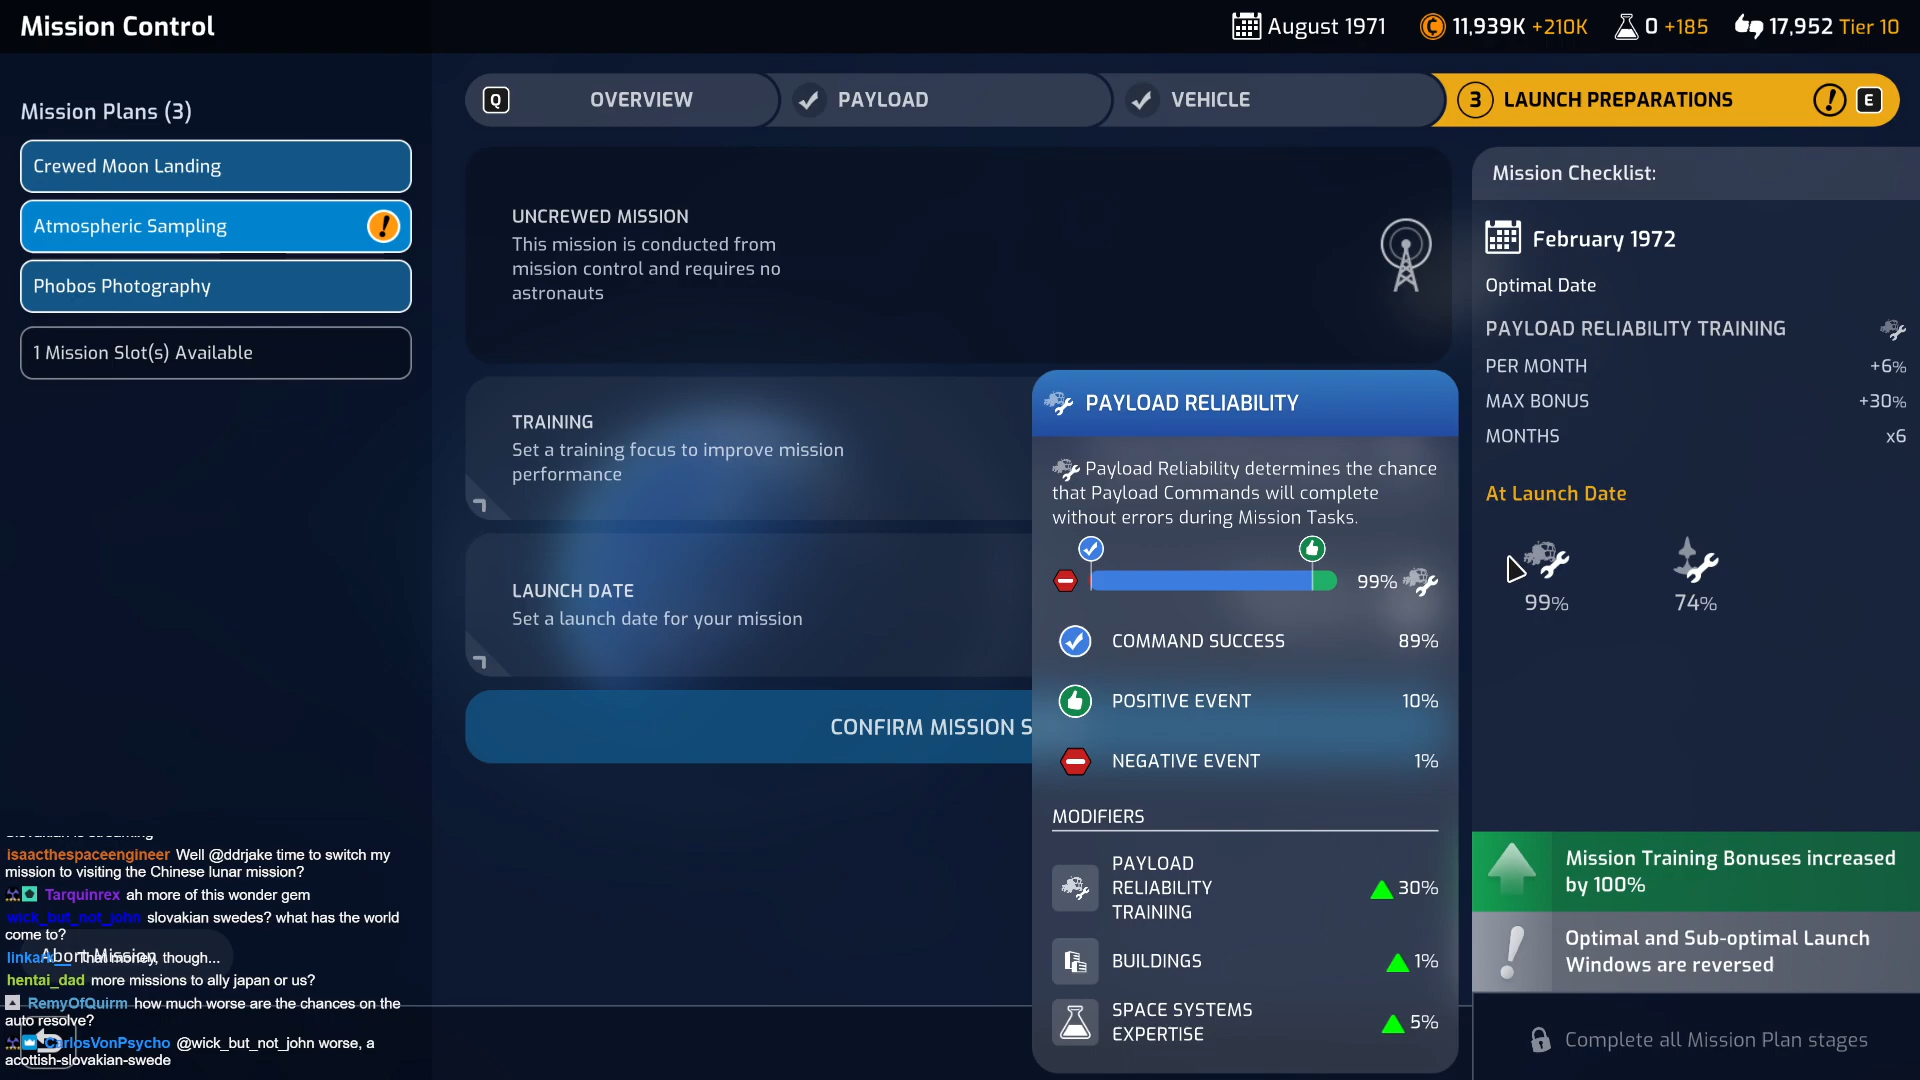 Mission Control
August 1971
11,939K +210K
0 +185
17,952 Tier 10
Mission Plans (3)
Crewed Moon Landing
Atmospheric Sampling
Phobos Photography
1 Mission Slot(s) Available
Q
OVERVIEW
PAYLOAD
VEHICLE
3
LAUNCH PREPARATIONS
E
UNCREWED MISSION
This mission is conducted from
mission control and requires no
astronauts
TRAINING
Set a training focus to improve mission
performance
LAUNCH DATE
Set a launch date for your mission
CONFIRM MISSION S
PAYLOAD RELIABILITY
Payload Reliability determines the chance
that Payload Commands will complete
without errors during Mission Tasks.
99%
COMMAND SUCCESS 89%
POSITIVE EVENT 10%
NEGATIVE EVENT 1%
MODIFIERS
PAYLOAD
RELIABILITY
TRAINING
30%
BUILDINGS 1%
SPACE SYSTEMS
EXPERTISE
5%
Mission Checklist:
February 1972
Optimal Date
PAYLOAD RELIABILITY TRAINING
PER MONTH +6%
MAX BONUS +30%
MONTHS x6
At Launch Date
99%
74%
Mission Training Bonuses increased
by 100%
Optimal and Sub-optimal Launch
Windows are reversed
Complete all Mission Plan stages
isaacthespaceengineer Well @ddrjake time to switch my
mission to visiting the Chinese lunar mission?
Tarquinrex ah more of this wonder gem
wick_but_not_john slovakian swedes? what has the world
come to?
Abort Mission
That money, though...
hentai_dad more missions to ally japan or us?
RemyOfQuirm how much worse are the chances on the
auto resolve?
CarlosVonPsycho @wick_but_not_john worse, a
acottish-slovakian-swede